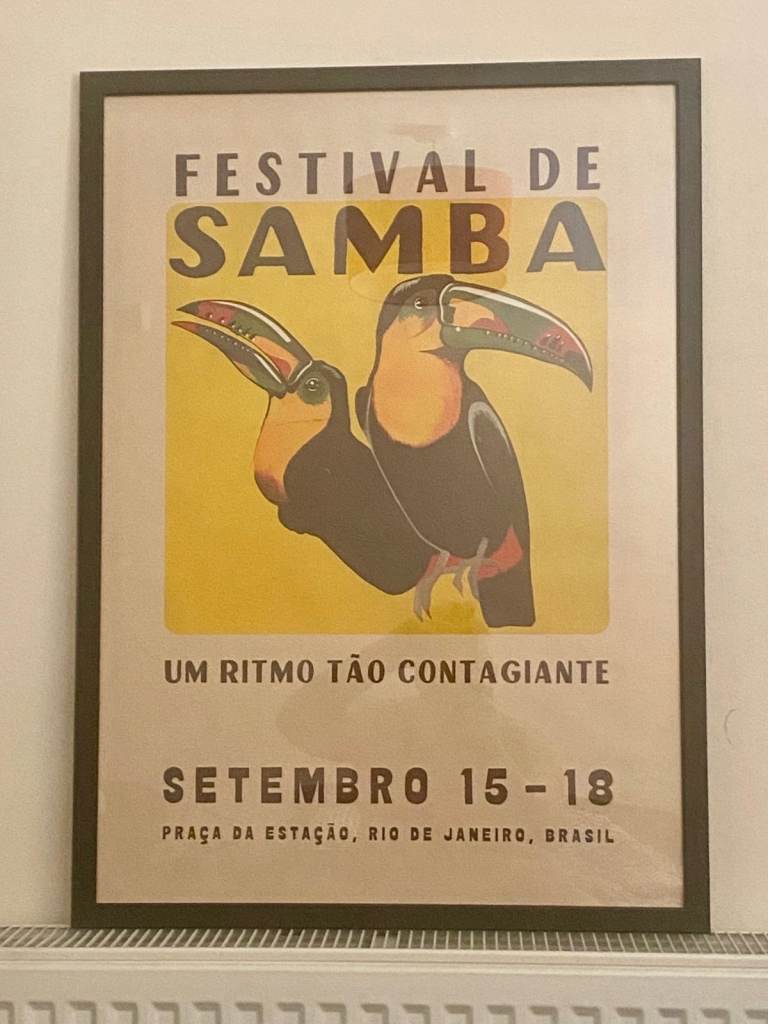 FESTIVAL DE
SAMBA
UM RITMO TÃO CONTAGIANTE
SETEMBRO 15 - 18
PRAÇA DA ESTAÇÃO, RIO DE JANEIRO, BRASIL